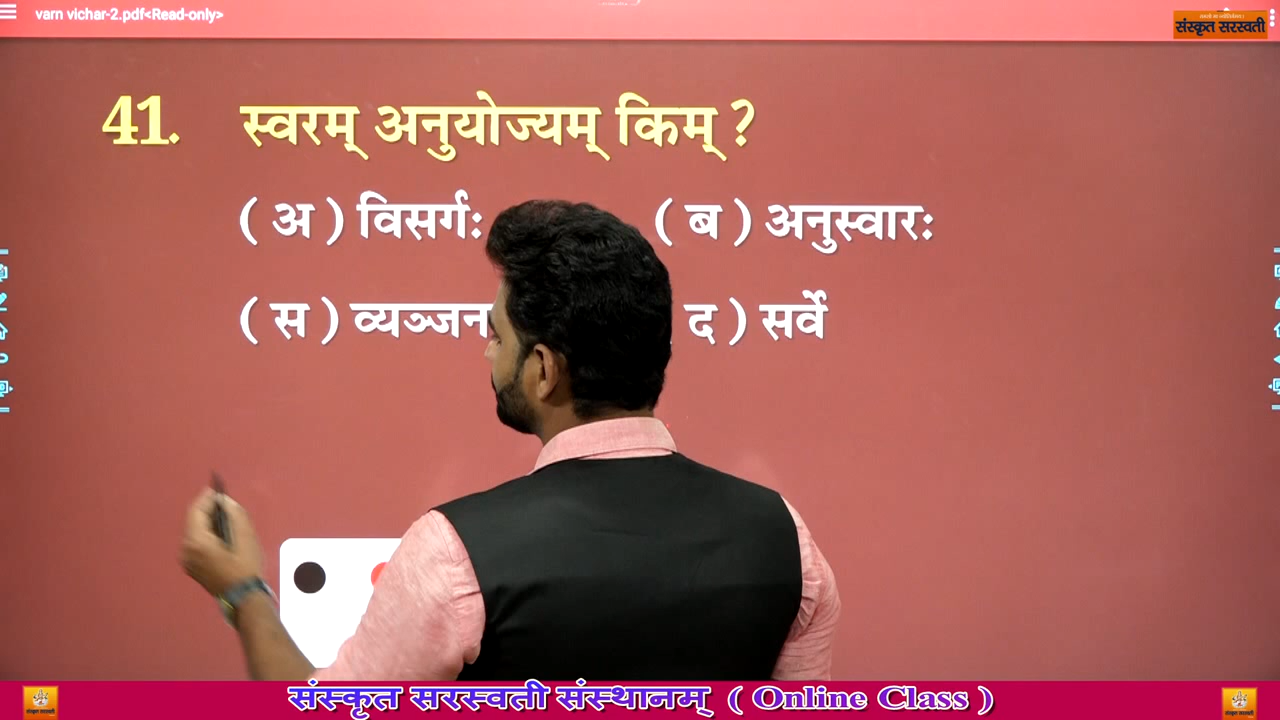 varn vichar-2.pdf<Read-only>
संस्कृत सरस्वती
41. स्वरम् अनुयोज्यम् किम् ?
( अ ) विसर्गः ( ब ) अनुस्वारः
( स ) व्यञ्जन द ) सर्वे
संस्कृत सरस्वती संस्थानम् ( Online Class )